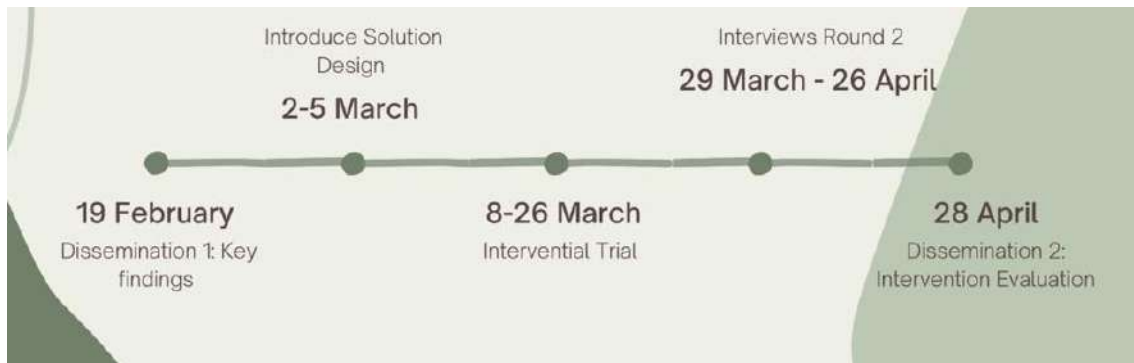 Introduce Solution
Design
2-5 March
Interviews Round 2
29 March - 26 April
19 February
Dissemination 1: Key
findings
8-26 March
Intervential Trial
28 April
Dissemination 2:
Intervention Evaluation